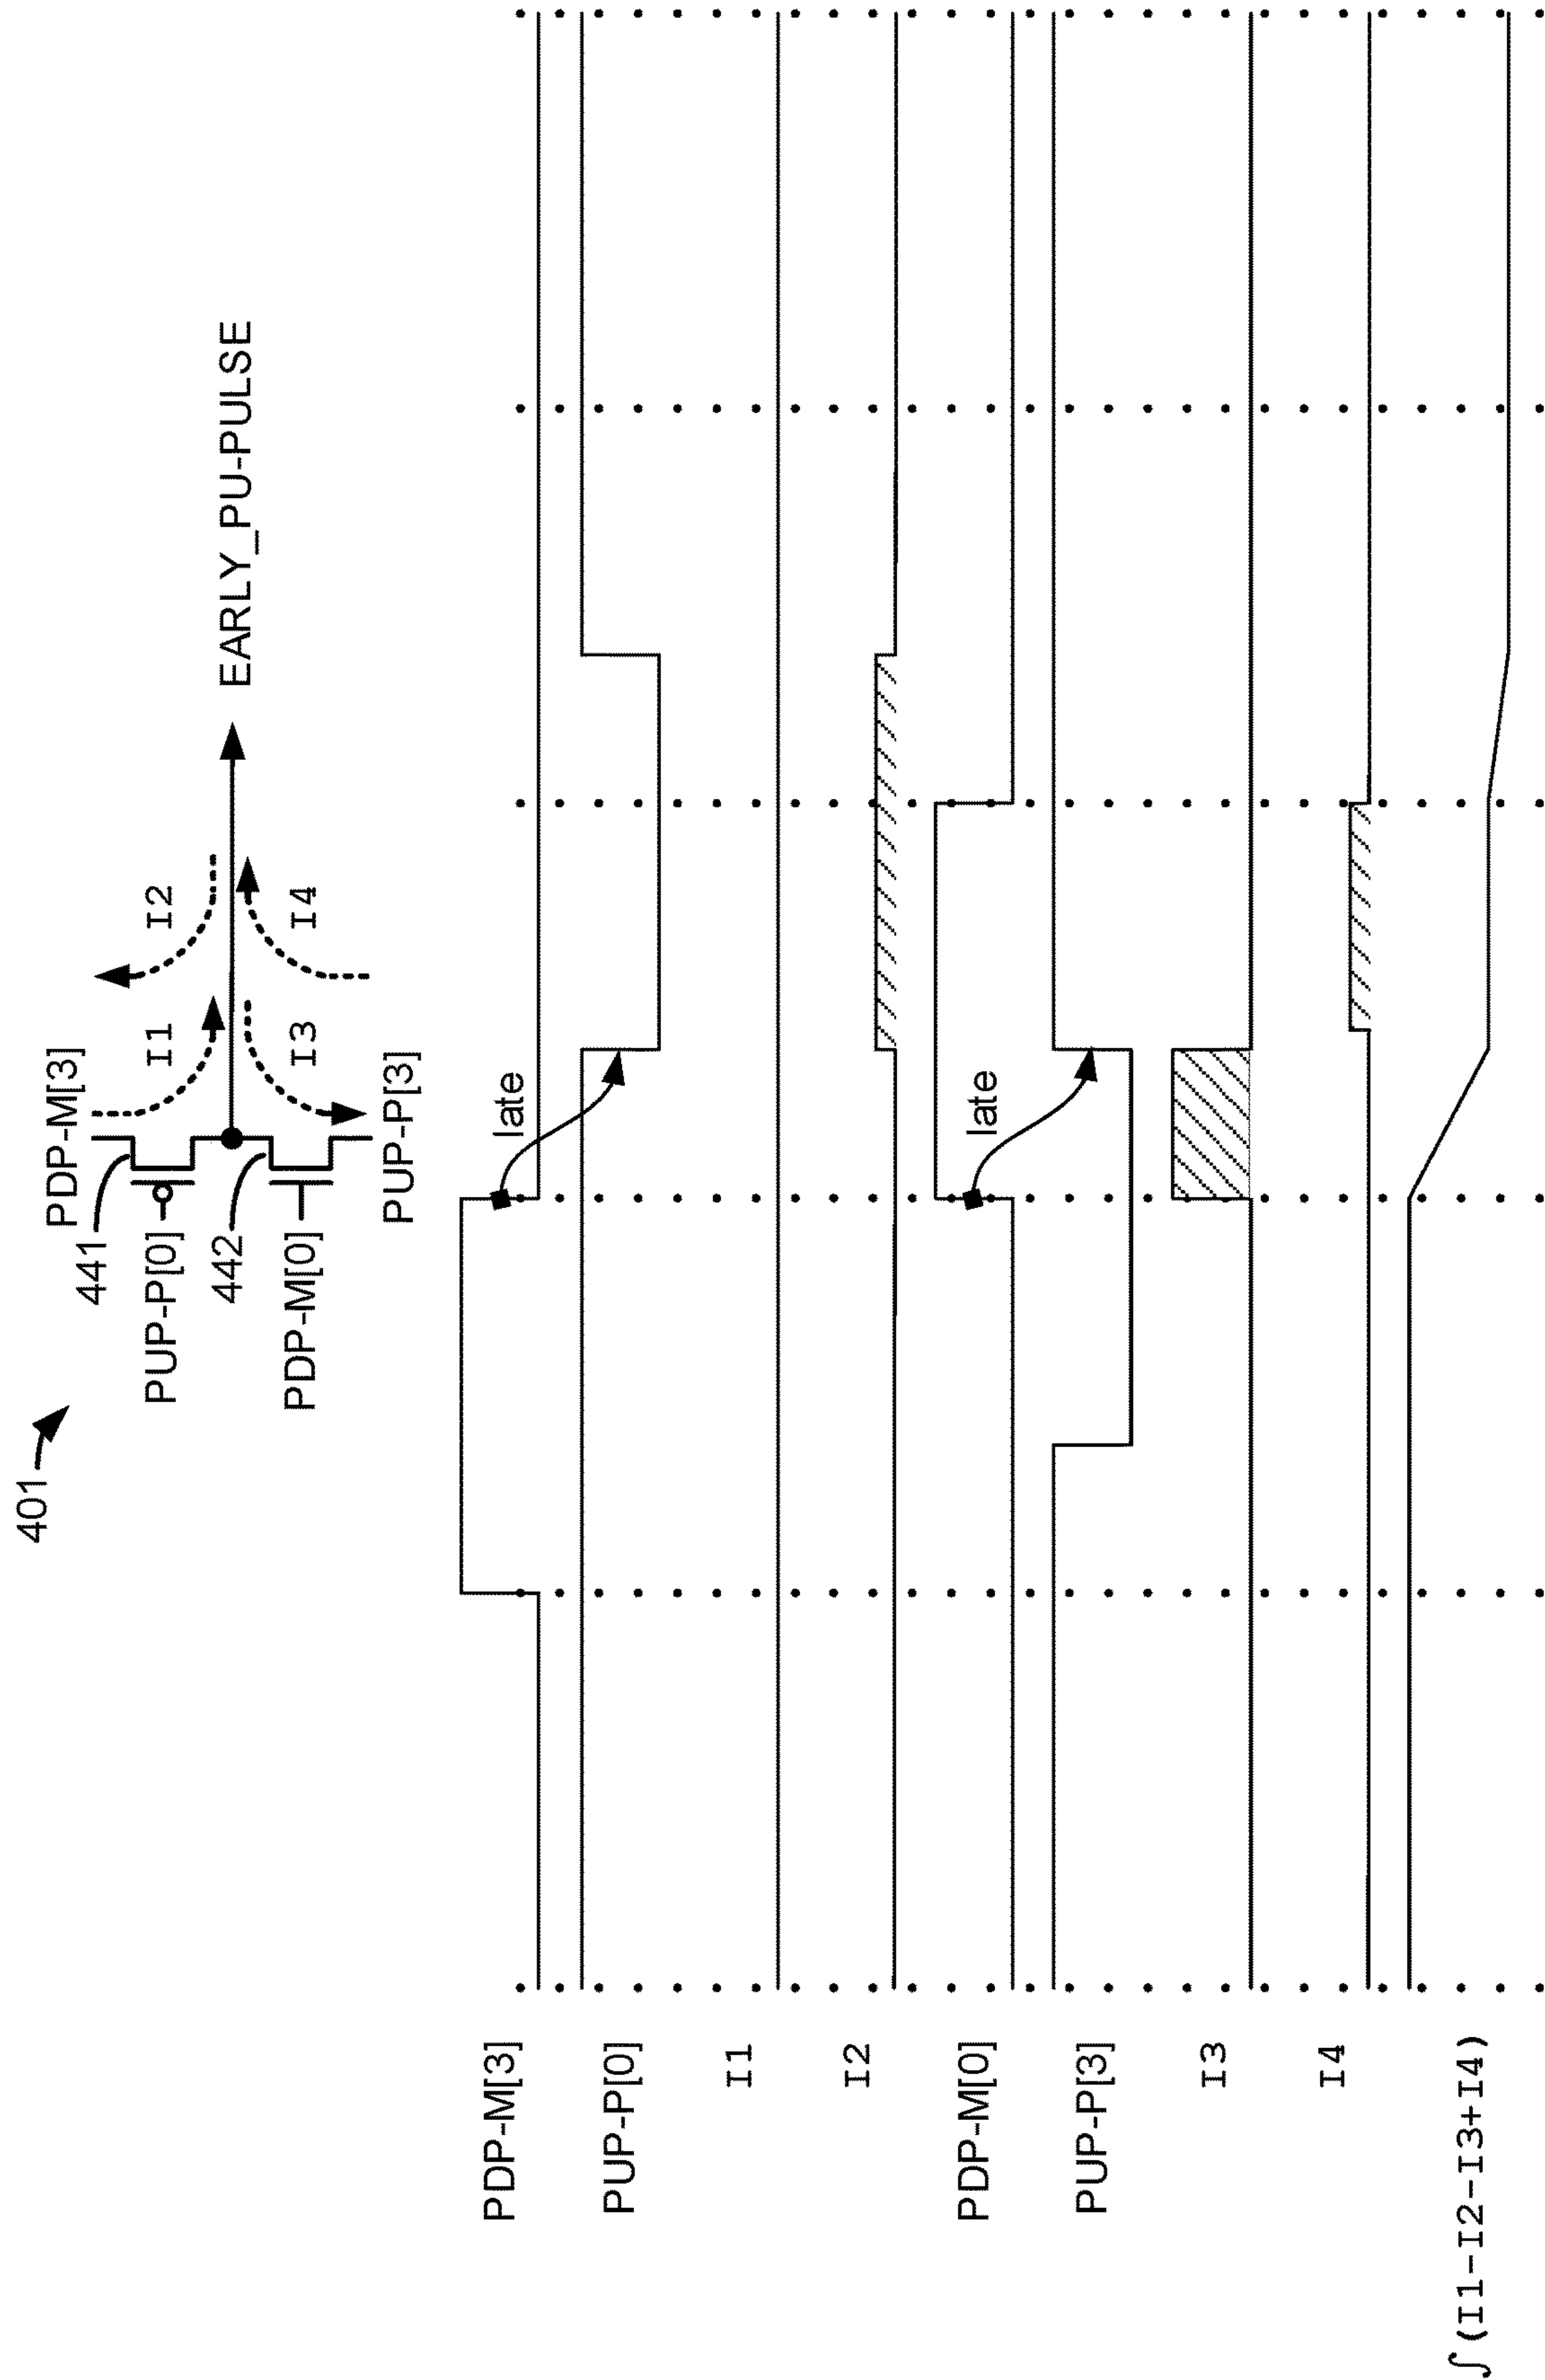 401
PDP-M[3]
441
PUP-P[0]
442
PDP-M[0]
PUP-P[3]
I1
I2
I3
I4
EARLY_PU-PULSE
PDP-M[3]
late
PUP-P[0]
I1
I2
PDP-M[0]
late
PUP-P[3]
I3
I4
∫(I1-I2-I3+I4)